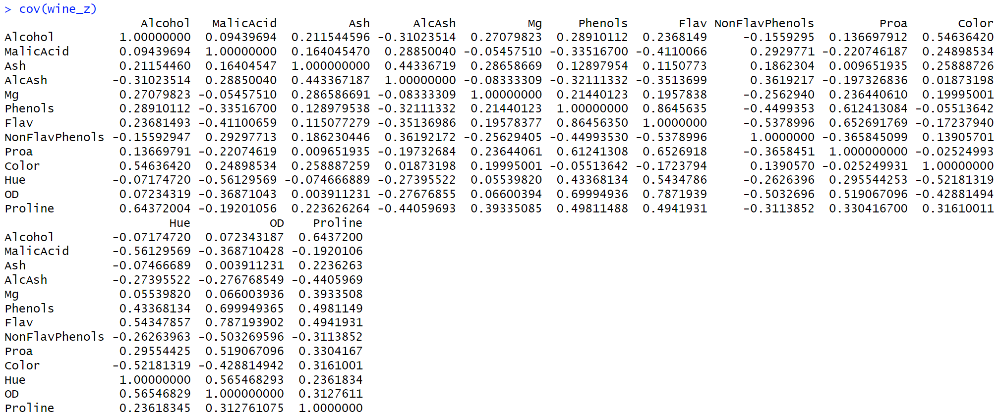 > cov(wine_z)
Alcohol MalicAcid Ash AlcAsh Mg Phenols Flav NonFlavPhenols Proa Color
Alcohol 1.00000000 0.09439694 0.211544596 -0.31023514 0.27079823 0.28910112 0.2368149 -0.1559295 0.136697912 0.54636420
MalicAcid 0.09439694 1.00000000 0.164045470 0.28850040 -0.05457510 -0.33516700 -0.4110066 0.2929771 -0.220746187 0.24898534
Ash 0.21154460 0.16404547 1.000000000 0.44336719 0.28658669 0.12897954 0.1150773 0.1862304 0.009651935 0.25888726
AlcAsh -0.31023514 0.28850040 0.443367187 1.00000000 -0.08333309 -0.32111332 -0.3513699 0.3619217 -0.197326836 0.01873198
Mg 0.27079823 -0.05457510 0.286586691 -0.08333309 1.00000000 0.21440123 0.1957838 -0.2562940 0.236440610 0.19995001
Phenols 0.28910112 -0.33516700 0.128979538 -0.32111332 0.21440123 1.00000000 0.8645635 -0.4499353 0.612413084 -0.05513642
Flav 0.23681493 -0.41100659 0.115077279 -0.35136986 0.19578377 0.86456350 1.0000000 -0.5378996 0.652691769 -0.17237940
NonFlavPhenols -0.15592947 0.29297713 0.186230446 0.36192172 -0.25629405 -0.44993530 -0.5378996 1.0000000 -0.365845099 0.13905701
Proa 0.13669791 -0.22074619 0.009651935 -0.19732684 0.23644061 0.61241308 0.6526918 -0.3658451 1.000000000 -0.02524993
Color 0.54636420 0.24898534 0.258887259 0.01873198 0.19995001 -0.05513642 -0.1723794 0.1390570 -0.025249931 1.00000000
Hue -0.07174720 -0.56129569 -0.074666889 -0.27395522 0.05539820 0.43368134 0.5434786 -0.2626396 0.295544253 -0.52181319
OD 0.07234319 -0.36871043 0.003911231 -0.27676855 0.06600394 0.69994936 0.7871939 -0.5032696 0.519067096 -0.42881494
Proline 0.64372004 -0.19201056 0.223626264 -0.44059693 0.39335085 0.49811488 0.4941931 -0.3113852 0.330416700 0.31610011
Hue OD Proline
Alcohol -0.07174720 0.072343187 0.6437200
MalicAcid -0.56129569 -0.368710428 -0.1920106
Ash -0.07466689 0.003911231 0.2236263
AlcAsh -0.27395522 -0.276768549 -0.4405969
Mg 0.05539820 0.066003936 0.3933508
Phenols 0.43368134 0.699949365 0.4981149
Flav 0.54347857 0.787193902 0.4941931
NonFlavPhenols -0.26263963 -0.503269596 -0.3113852
Proa 0.29554425 0.519067096 0.3304167
Color -0.52181319 -0.428814942 0.3161001
Hue 1.00000000 0.565468293 0.2361834
OD 0.56546829 1.000000000 0.3127611
Proline 0.23618345 0.312761075 1.0000000